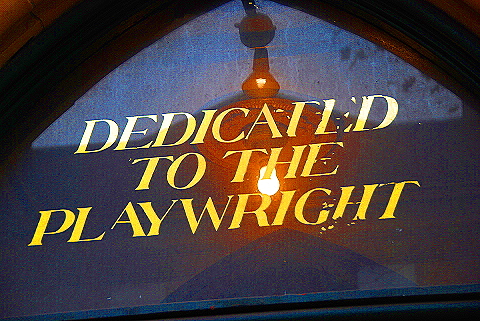 DEDICATED
TO THE
PLAYWRIGHT